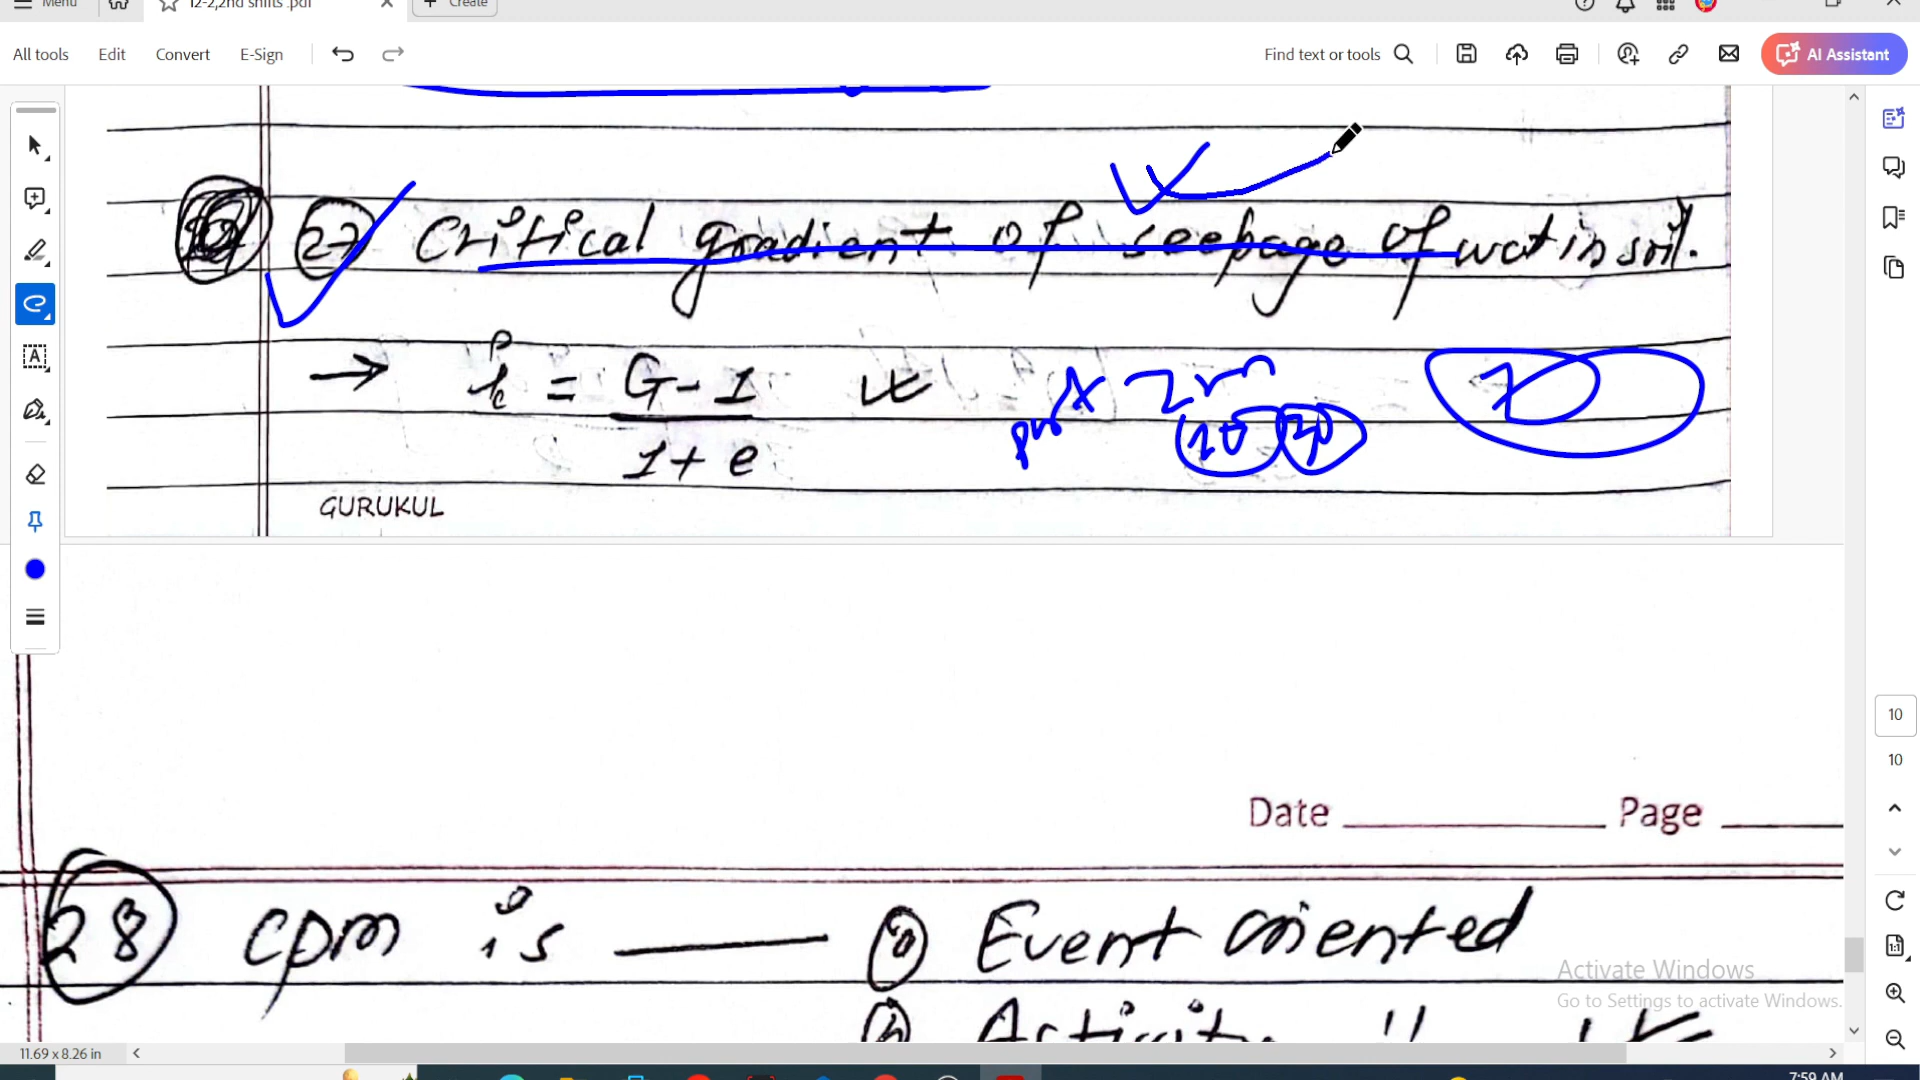 Menu
12-2,2nd shifts .pdf
Create
All tools Edit Convert E-Sign
Find text or tools
AI Assistant
27 Critical gradient of seepage of wat in soil.
→ ic = G-1
1+e
GURUKUL
Date Page
28 cpm is a Event oriented
b
10
10
Activate Windows
Go to Settings to activate Windows.
11.69 x 8.26 in
7:59 AM